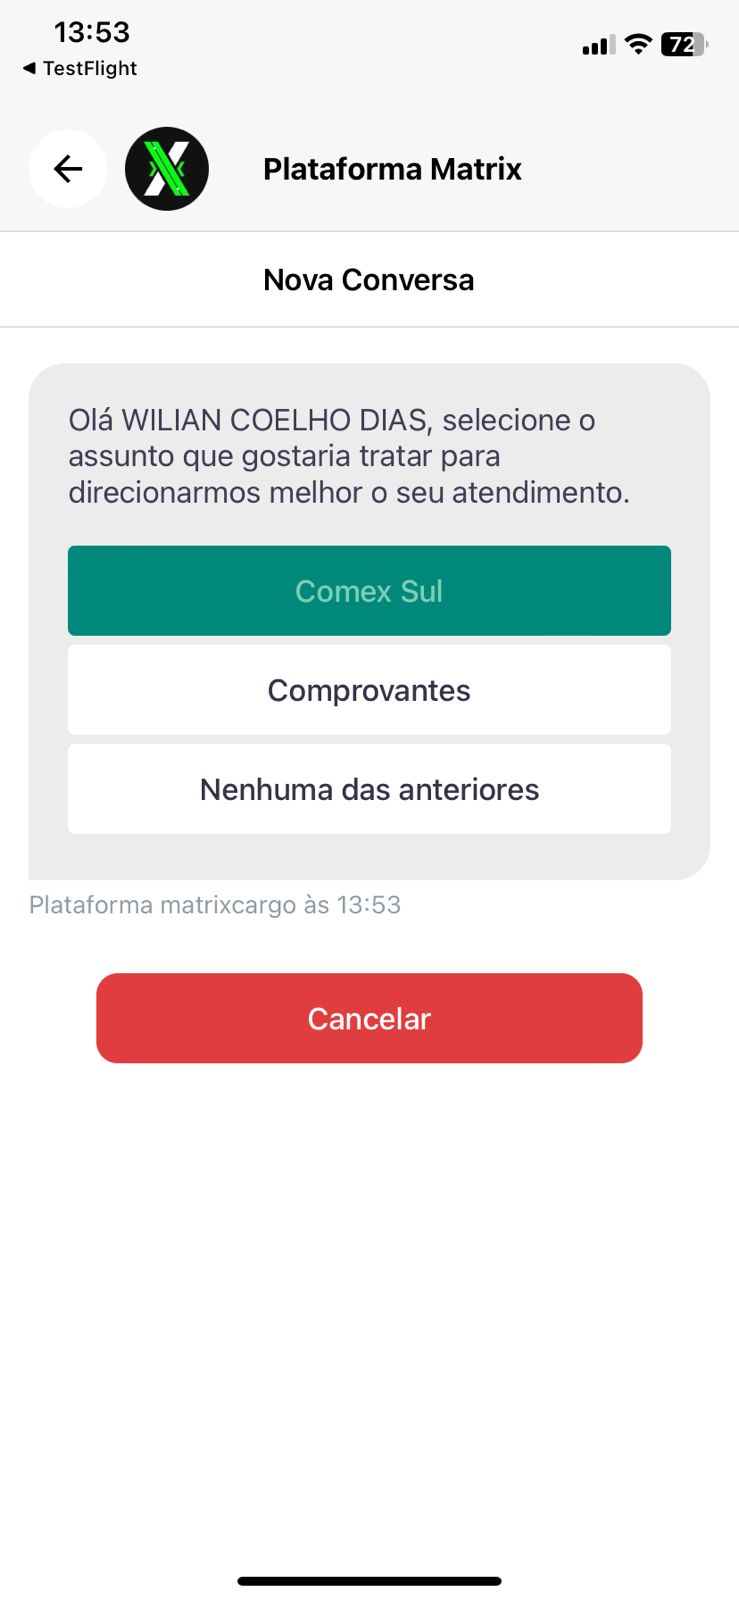 13:53
72
◀ TestFlight
Plataforma Matrix
Nova Conversa
Olá WILIAN COELHO DIAS, selecione o
assunto que gostaria tratar para
direcionarmos melhor o seu atendimento.
Comex Sul
Comprovantes
Nenhuma das anteriores
Plataforma matrixcargo às 13:53
Cancelar